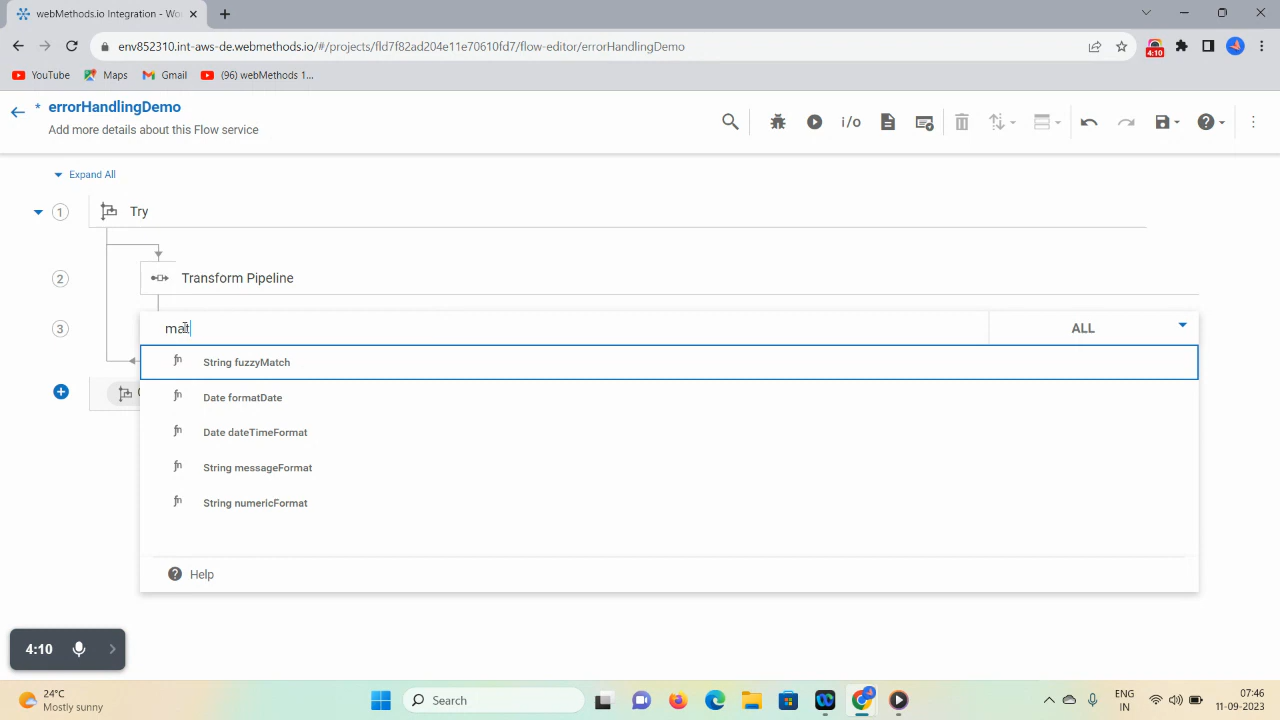 webMethods.io Integration - Wo
env852310.int-aws-de.webmethods.io/#/projects/fld7f82ad204e11e70610fd7/flow-editor/errorHandlingDemo
4:10
YouTube Maps Gmail (96) webMethods 1...
* errorHandlingDemo
Add more details about this Flow service
i/o
Expand All
1 Try
2 Transform Pipeline
3 mat ALL
String fuzzyMatch
Date formatDate
Date dateTimeFormat
String messageFormat
String numericFormat
Help
4:10
24°C
Mostly sunny
Search
ENG
IN
07:46
11-09-2023